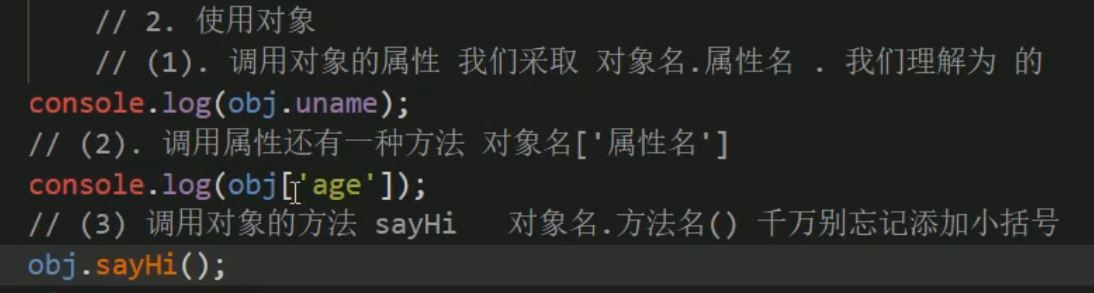 // 2. 使用对象
// (1). 调用对象的属性 我们采取 对象名.属性名 . 我们理解为 的
console.log(obj.uname);
// (2). 调用属性还有一种方法 对象名['属性名']
console.log(obj['age']);
// (3) 调用对象的方法 sayHi 对象名.方法名() 千万别忘记添加小括号
obj.sayHi();